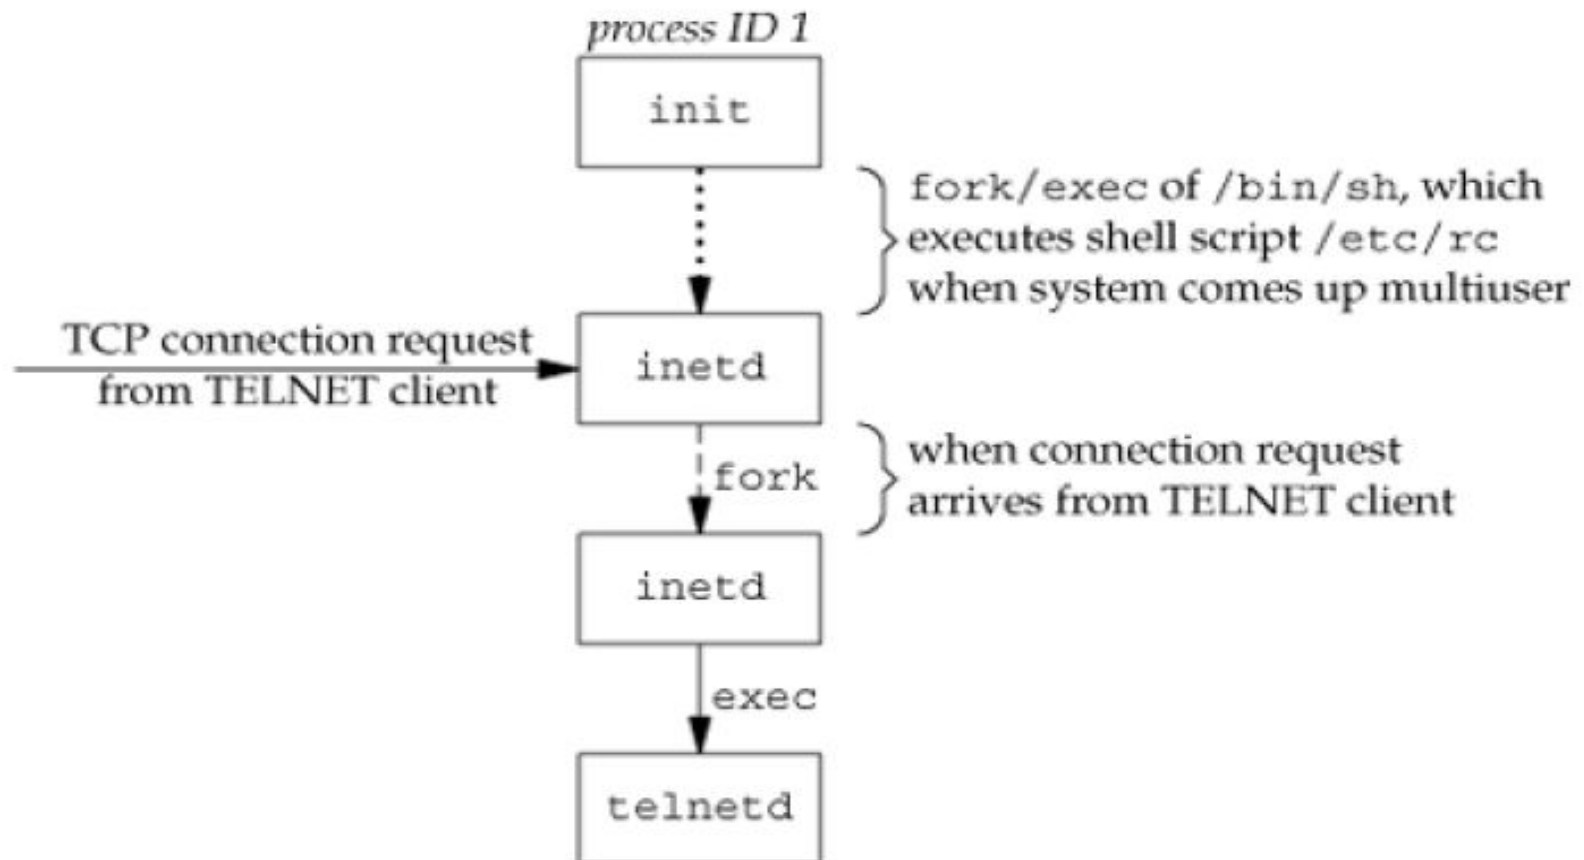 process ID 1
init
fork/exec of /bin/sh, which
executes shell script /etc/rc
when system comes up multiuser
TCP connection request
from TELNET client
inetd
fork
when connection request
arrives from TELNET client
inetd
exec
telnetd